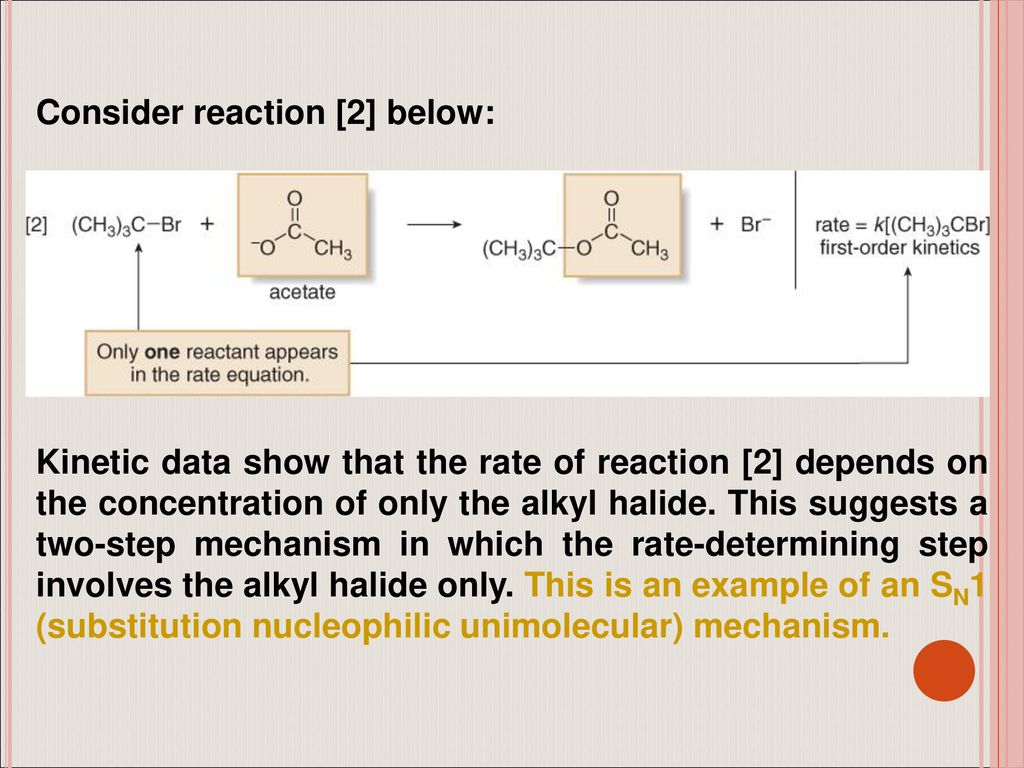 Consider reaction [2] below:
[2] (CH₃)₃C−Br + ⁻O C O CH₃ → (CH₃)₃C−O C O CH₃ + Br⁻ rate = k[(CH₃)₃CBr]
first-order kinetics
acetate
Only one reactant appears
in the rate equation.
Kinetic data show that the rate of reaction [2] depends on
the concentration of only the alkyl halide. This suggests a
two-step mechanism in which the rate-determining step
involves the alkyl halide only. This is an example of an S_N1
(substitution nucleophilic unimolecular) mechanism.